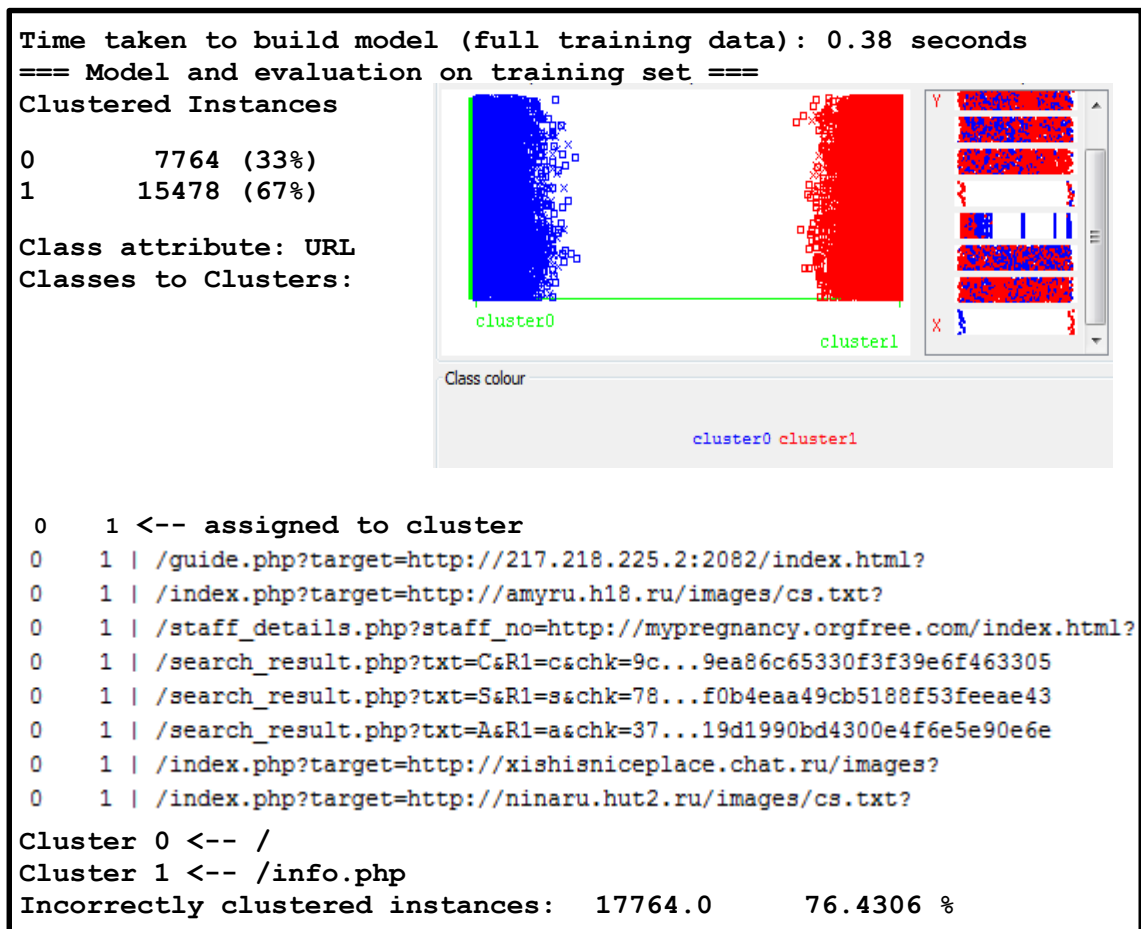 Time taken to build model (full training data): 0.38 seconds
=== Model and evaluation on training set ===
Clustered Instances
0 7764 (33%)
1 15478 (67%)
Class attribute: URL
Classes to Clusters:
Y
X
cluster0
cluster1
Class colour
cluster0 cluster1
0 1 <-- assigned to cluster
0 1 | /guide.php?target=http://217.218.225.2:2082/index.html?
0 1 | /index.php?target=http://amyru.h18.ru/images/cs.txt?
0 1 | /staff_details.php?staff_no=http://mypregnancy.orgfree.com/index.html?
0 1 | /search_result.php?txt=C&R1=c&chk=9c...9ea86c65330f3f39e6f463305
0 1 | /search_result.php?txt=S&R1=s&chk=78...f0b4eaa49cb5188f53feeae43
0 1 | /search_result.php?txt=A&R1=a&chk=37...19d1990bd4300e4f6e5e90e6e
0 1 | /index.php?target=http://xishisniceplace.chat.ru/images?
0 1 | /index.php?target=http://ninaru.hut2.ru/images/cs.txt?
Cluster 0 <-- /
Cluster 1 <-- /info.php
Incorrectly clustered instances: 17764.0 76.4306 %